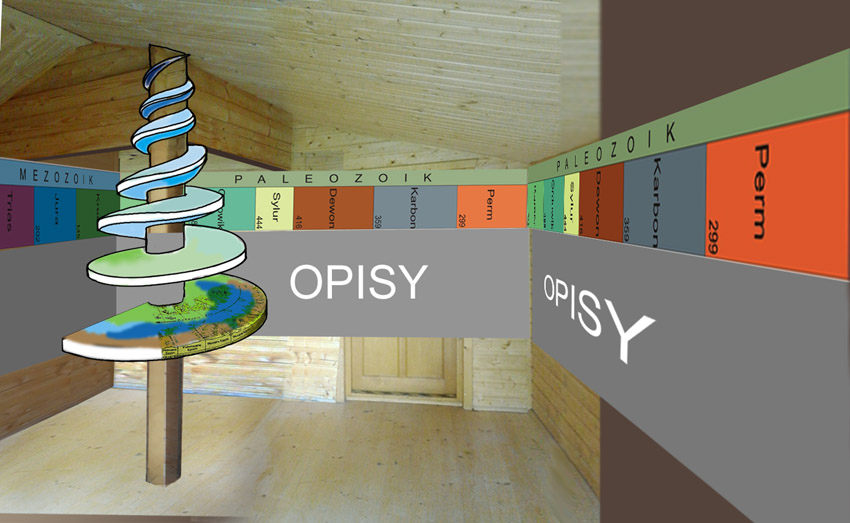 MEZOZOIK
Trias
Jura
PALEOZOIK
444
Sylur
416
Dewon
359
Karbon
299
Perm
OPISY
PALEOZOIK
Sylur
Dewon
359
Karbon
299
Perm
OPISY